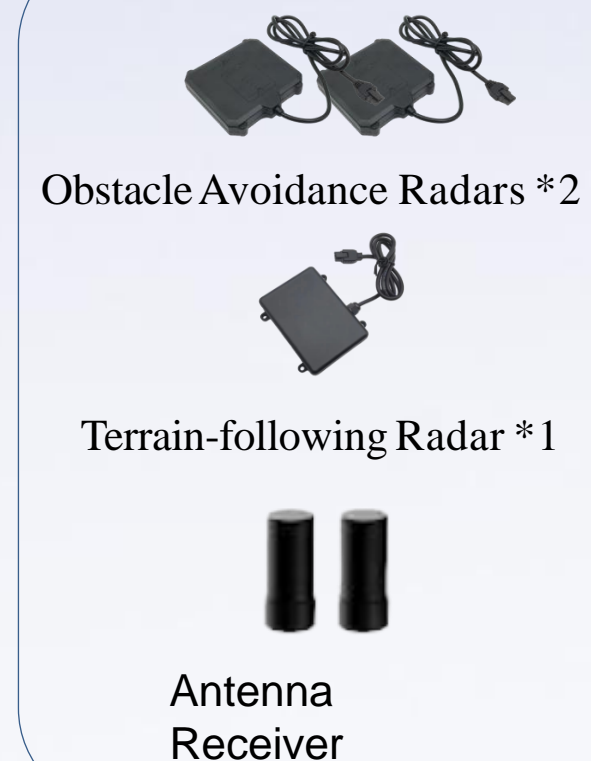 Obstacle Avoidance Radars *2
Terrain-following Radar *1
Antenna
Receiver